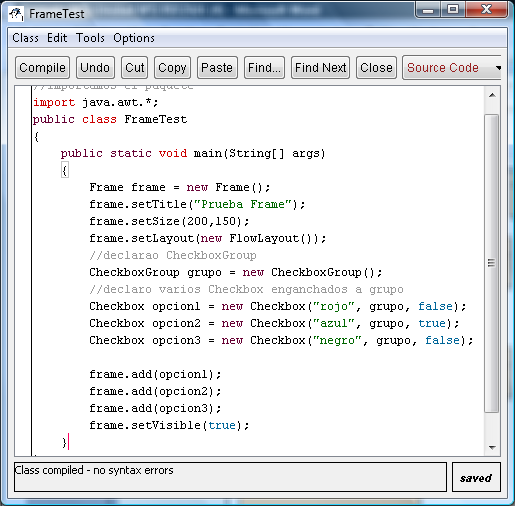 FrameTest
Class Edit Tools Options
Compile Undo Cut Copy Paste Find... Find Next Close Source Code
//importamos el paquete
import java.awt.*;
public class FrameTest
{
public static void main(String[] args)
{
Frame frame = new Frame();
frame.setTitle("Prueba Frame");
frame.setSize(200,150);
frame.setLayout(new FlowLayout());
//declarao CheckboxGroup
CheckboxGroup grupo = new CheckboxGroup();
//declaro varios Checkbox enganchados a grupo
Checkbox opcion1 = new Checkbox("rojo", grupo, false);
Checkbox opcion2 = new Checkbox("azul", grupo, true);
Checkbox opcion3 = new Checkbox("negro", grupo, false);
frame.add(opcion1);
frame.add(opcion2);
frame.add(opcion3);
frame.setVisible(true);
}
Class compiled - no syntax errors
saved